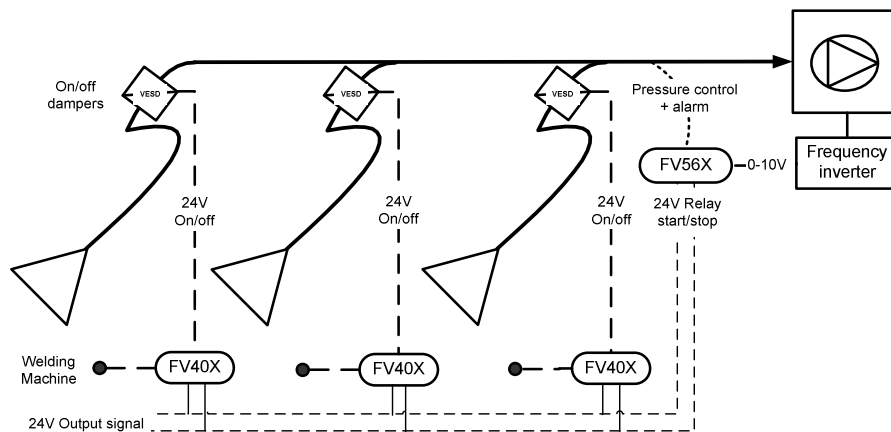 On/off
dampers
VESD
VESD
VESD
Pressure control
+ alarm
FV56X
0-10V
Frequency
inverter
24V
On/off
24V
On/off
24V
On/off
24V Relay
start/stop
Welding
Machine
FV40X
FV40X
FV40X
24V Output signal